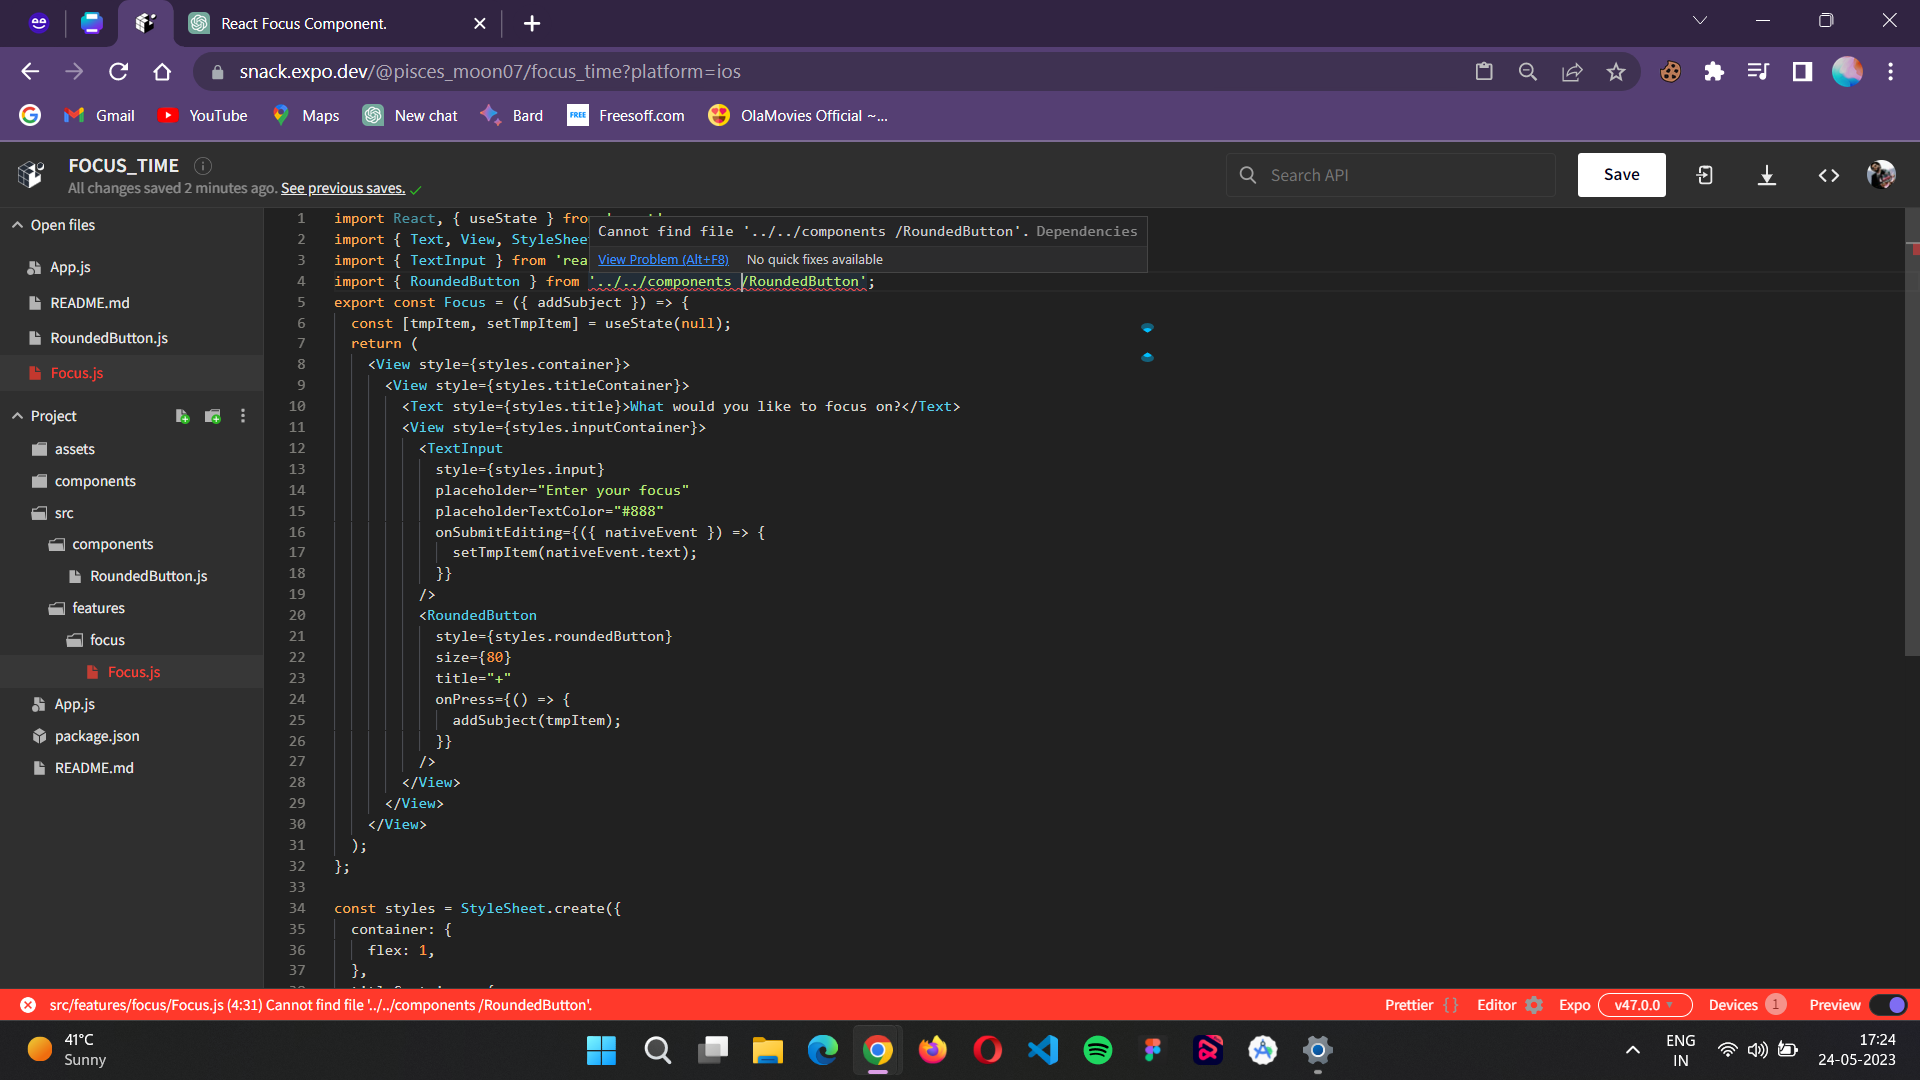 React Focus Component.
snack.expo.dev/@pisces_moon07/focus_time?platform=ios
Gmail
YouTube
Maps
New chat
Bard
FREE
Freesoff.com
OlaMovies Official ~...
FOCUS_TIME
All changes saved 2 minutes ago. See previous saves.
Search API
Save
Open files
App.js
README.md
RoundedButton.js
Focus.js
Project
assets
components
src
components
RoundedButton.js
features
focus
Focus.js
App.js
package.json
README.md
1 import React, { useState } fro
2 import { Text, View, StyleShee
3 import { TextInput } from 'rea
Cannot find file '../../components /RoundedButton'. Dependencies
View Problem (Alt+F8) No quick fixes available
4 import { RoundedButton } from '../../components /RoundedButton';
5 export const Focus = ({ addSubject }) => {
6 const [tmpItem, setTmpItem] = useState(null);
7 return (
8 <View style={styles.container}>
9 <View style={styles.titleContainer}>
10 <Text style={styles.title}>What would you like to focus on?</Text>
11 <View style={styles.inputContainer}>
12 <TextInput
13 style={styles.input}
14 placeholder="Enter your focus"
15 placeholderTextColor="#888"
16 onSubmitEditing={({ nativeEvent }) => {
17 setTmpItem(nativeEvent.text);
18 }}
19 />
20 <RoundedButton
21 style={styles.roundedButton}
22 size={80}
23 title="+"
24 onPress={() => {
25 addSubject(tmpItem);
26 }}
27 />
28 </View>
29 </View>
30 </View>
31 );
32 };
33
34 const styles = StyleSheet.create({
35 container: {
36 flex: 1,
37 },
src/features/focus/Focus.js (4:31) Cannot find file '../../components /RoundedButton'.
Prettier { }
Editor
Expo v47.0.0
Devices 1
Preview
41°C
Sunny
ENG
IN
17:24
24-05-2023